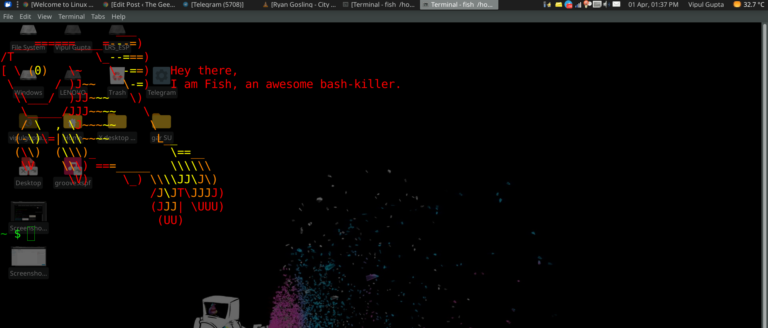 [Welcome to Linux ...
[Edit Post ‹ The Gee...
[Telegram (5708)]
[Ryan Gosling - City ...
[Terminal - fish /ho...
Terminal - fish /ho...
01 Apr, 01:37 PM
Vipul Gupta
32.7 °C
File Edit View Terminal Tabs Help
File System
Vipul Gupta
Hey there,
Windows
LENOVO
Trash
Telegram
I am Fish, an awesome bash-killer.
Desktop
~ $
Screensho...
Screensho...